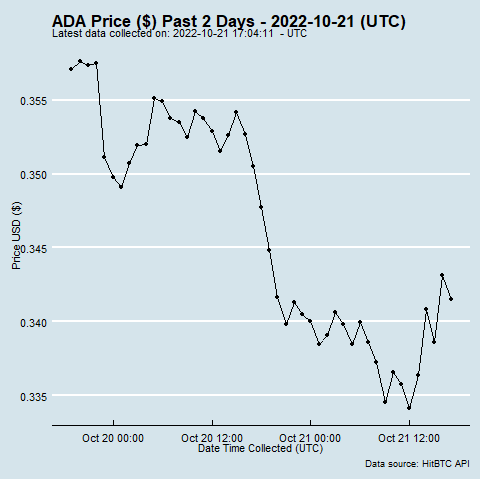 ADA Price ($) Past 2 Days - 2022-10-21 (UTC)
Latest data collected on: 2022-10-21 17:04:11 - UTC
Price USD ($)
0.355
0.350
0.345
0.340
0.335
Oct 20 00:00 Oct 20 12:00 Oct 21 00:00 Oct 21 12:00
Date Time Collected (UTC)
Data source: HitBTC API